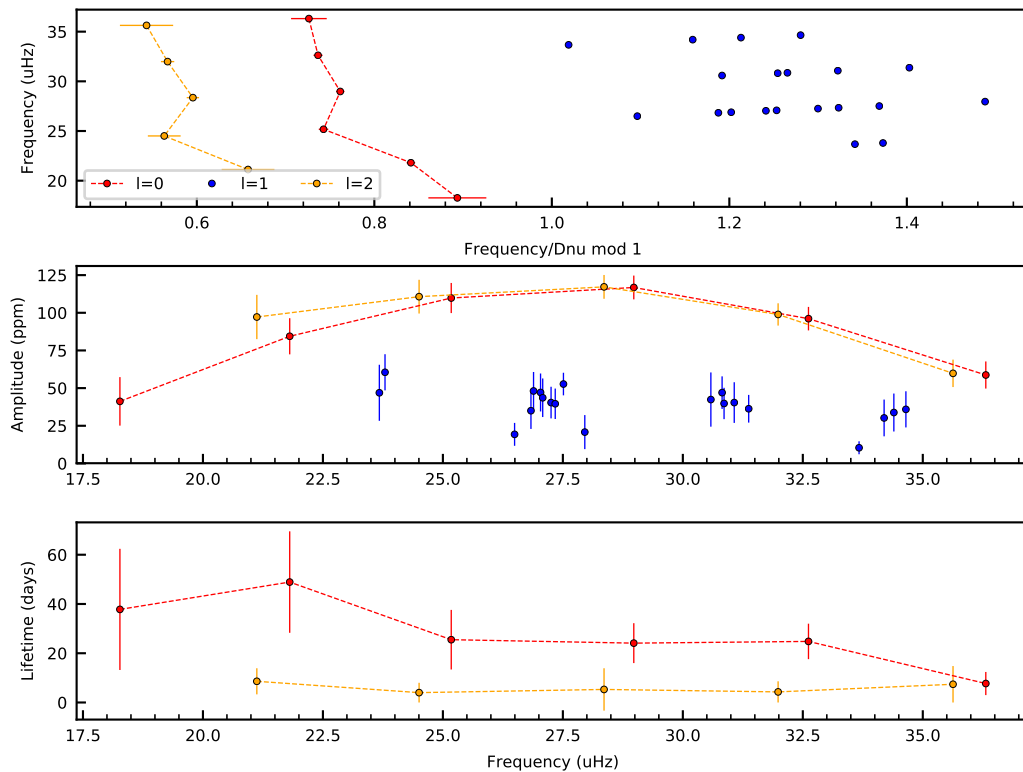 35
30
25
20
Frequency (uHz)
l=0 l=1 l=2
0.6 0.8 1.0 1.2 1.4
Frequency/Dnu mod 1
125
100
75
50
25
0
Amplitude (ppm)
17.5 20.0 22.5 25.0 27.5 30.0 32.5 35.0
60
40
20
0
Lifetime (days)
17.5 20.0 22.5 25.0 27.5 30.0 32.5 35.0
Frequency (uHz)